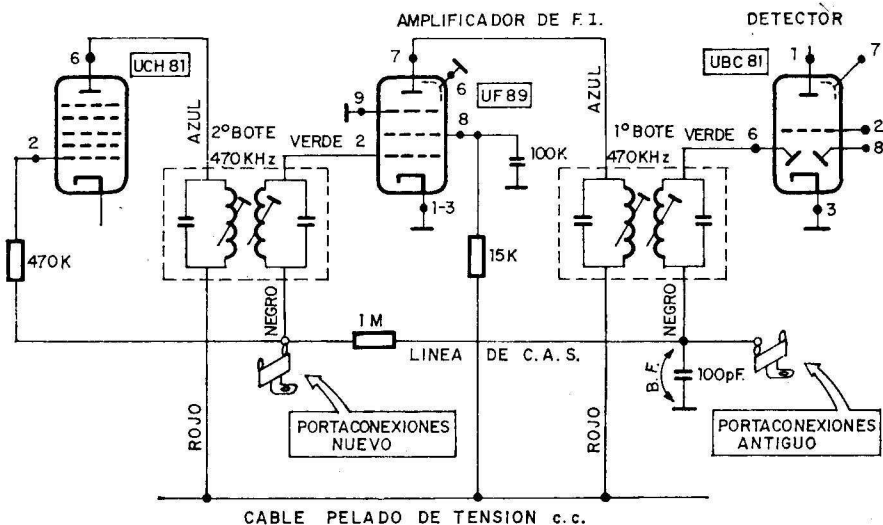 AMPLIFICADOR DE F.I.
DETECTOR
6
UCH 81
7
6
UF 89
9
1
7
UBC 81
2
AZUL
2º BOTE
470KHz
VERDE 2
8
100K
AZUL
1º BOTE
470KHz
VERDE 6
2
8
1-3
3
470K
15K
NEGRO
1 M
NEGRO
LINEA DE C.A.S.
B.F.
100pF.
ROJO
PORTACONEXIONES
NUEVO
ROJO
PORTACONEXIONES
ANTIGUO
CABLE PELADO DE TENSION c.c.